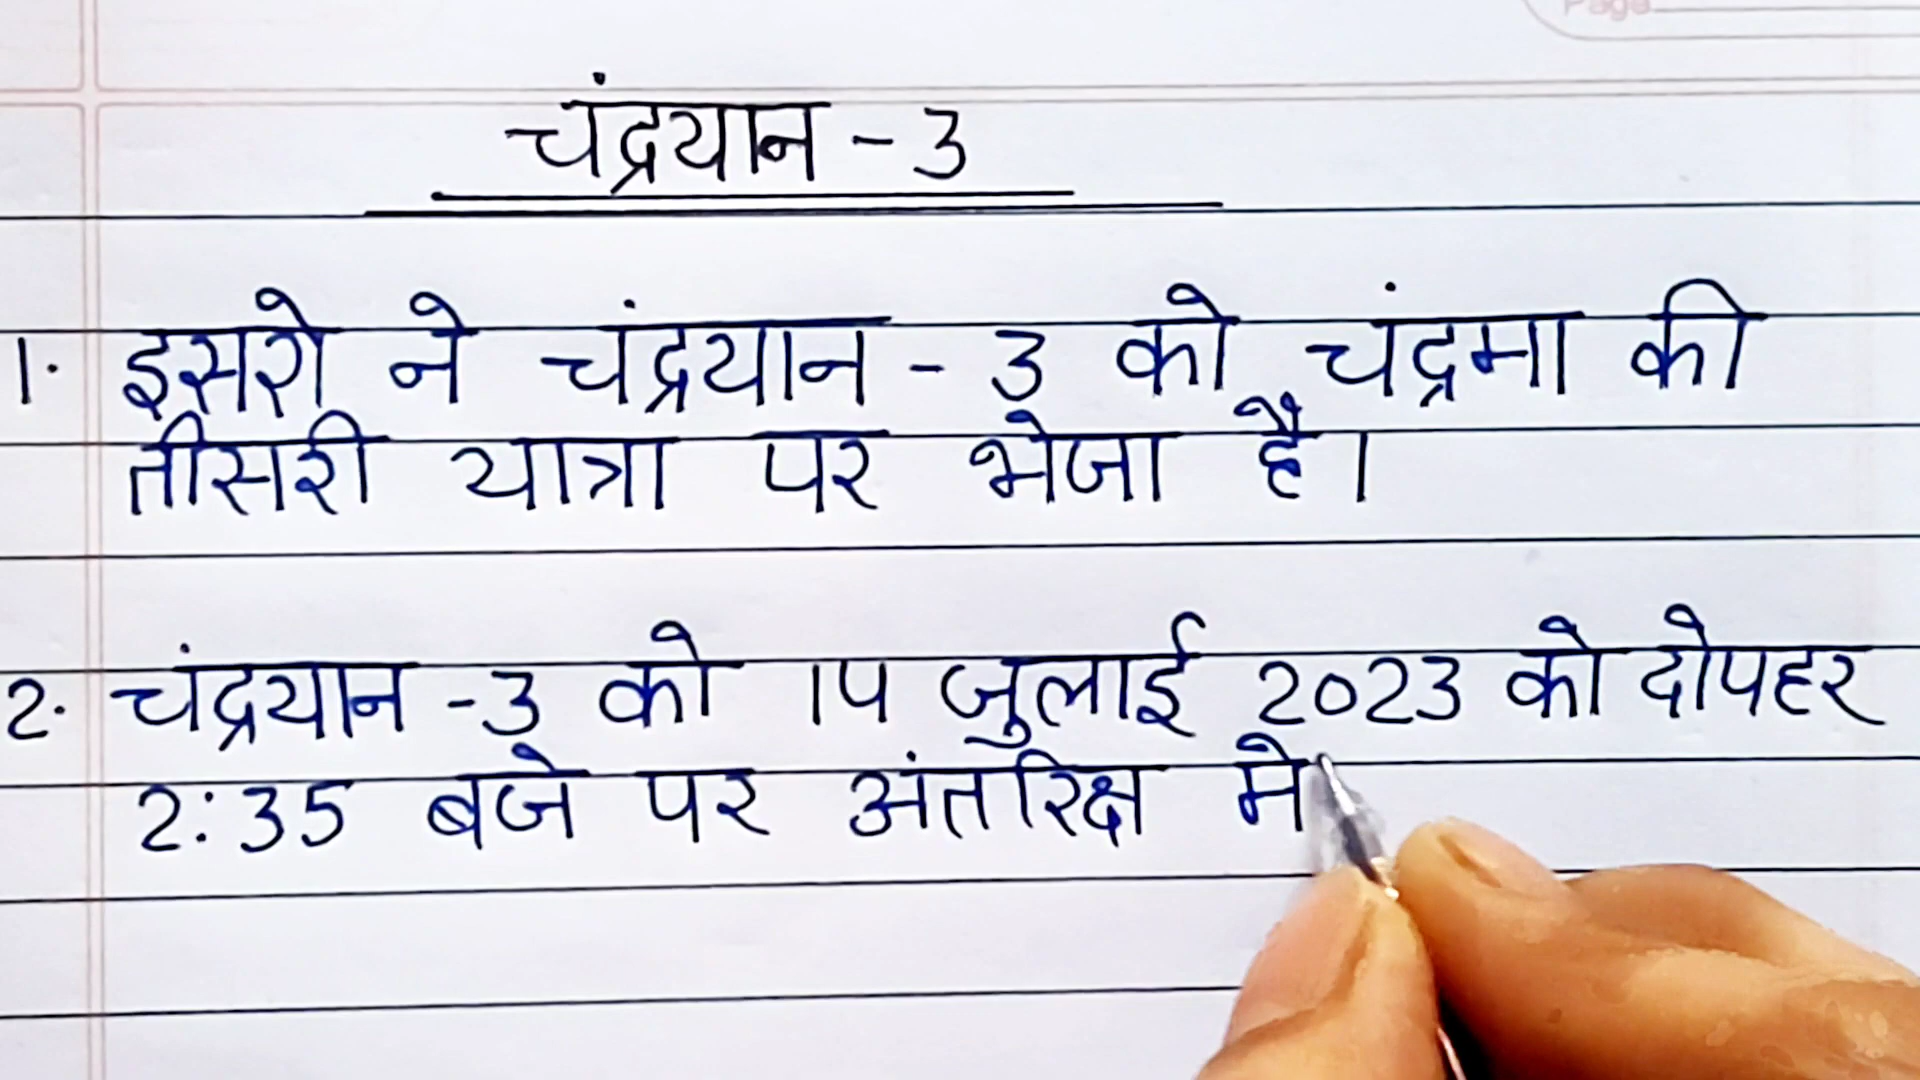 Page
चंद्रयान - 3
1. इसरो ने चंद्रयान - 3 को चंद्रमा की
तीसरी यात्रा पर भेजा है।
2. चंद्रयान -3 को 14 जुलाई 2023 को दोपहर
2:35 बजे पर अंतरिक्ष मे